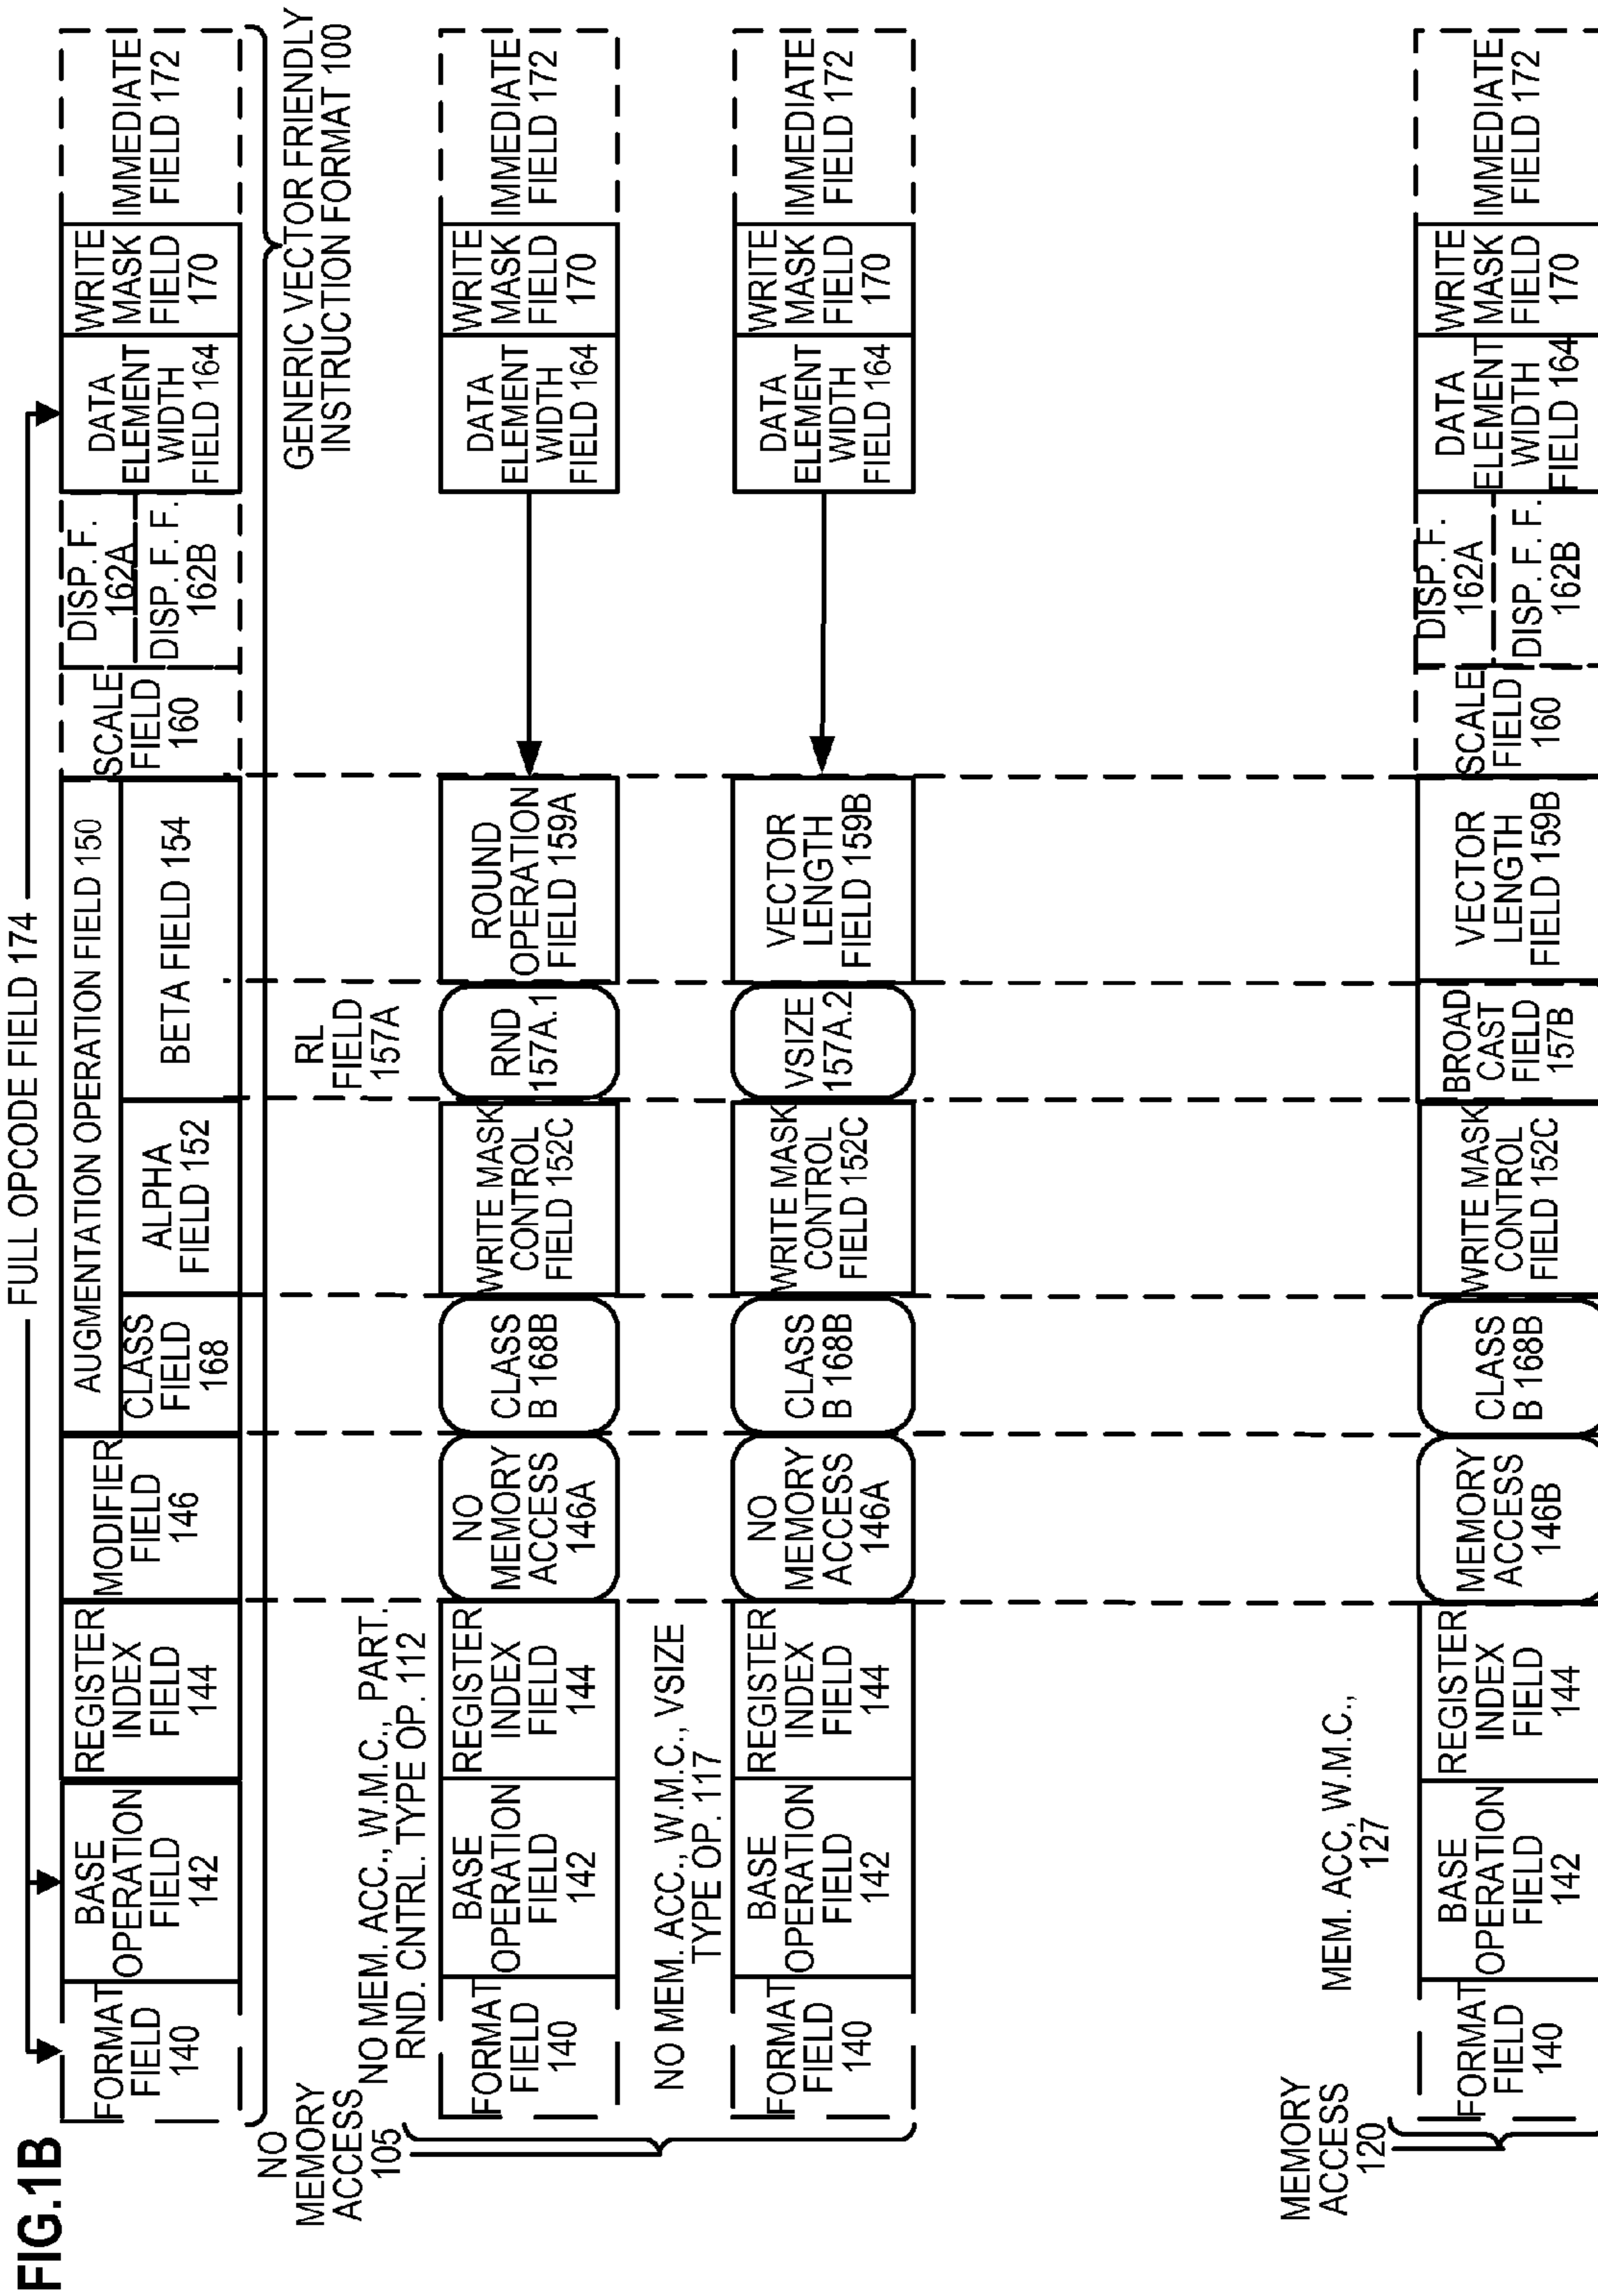 FIG.1B
FULL OPCODE FIELD 174
FORMAT
FIELD
140
BASE
OPERATION
FIELD
142
REGISTER
INDEX
FIELD
144
MODIFIER
FIELD
146
AUGMENTATION OPERATION FIELD 150
CLASS
FIELD
168
ALPHA
FIELD 152
BETA FIELD 154
SCALE
FIELD
160
DISP. F.
162A
DISP. F. F.
162B
DATA
ELEMENT
WIDTH
FIELD 164
WRITE
MASK
FIELD
170
IMMEDIATE
FIELD 172
GENERIC VECTOR FRIENDLY
INSTRUCTION FORMAT 100
NO
MEMORY
ACCESS
105
NO MEM. ACC., W.M.C., PART.
RND. CNTRL. TYPE OP. 112
RL
FIELD
157A
FORMAT
FIELD
140
BASE
OPERATION
FIELD
142
REGISTER
INDEX
FIELD
144
NO
MEMORY
ACCESS
146A
CLASS
B 168B
WRITE MASK
CONTROL
FIELD 152C
RND
157A.1
ROUND
OPERATION
FIELD 159A
DATA
ELEMENT
WIDTH
FIELD 164
WRITE
MASK
FIELD
170
IMMEDIATE
FIELD 172
NO MEM. ACC., W.M.C., VSIZE
TYPE OP. 117
FORMAT
FIELD
140
BASE
OPERATION
FIELD
142
REGISTER
INDEX
FIELD
144
NO
MEMORY
ACCESS
146A
CLASS
B 168B
WRITE MASK
CONTROL
FIELD 152C
VSIZE
157A.2
VECTOR
LENGTH
FIELD 159B
DATA
ELEMENT
WIDTH
FIELD 164
WRITE
MASK
FIELD
170
IMMEDIATE
FIELD 172
MEMORY
ACCESS
120
MEM. ACC, W.M.C.,
127
FORMAT
FIELD
140
BASE
OPERATION
FIELD
142
REGISTER
INDEX
FIELD
144
MEMORY
ACCESS
146B
CLASS
B 168B
WRITE MASK
CONTROL
FIELD 152C
BROAD
CAST
FIELD
157B
VECTOR
LENGTH
FIELD 159B
SCALE
FIELD
160
DISP. F.
162A
DISP. F. F.
162B
DATA
ELEMENT
WIDTH
FIELD 164
WRITE
MASK
FIELD
170
IMMEDIATE
FIELD 172